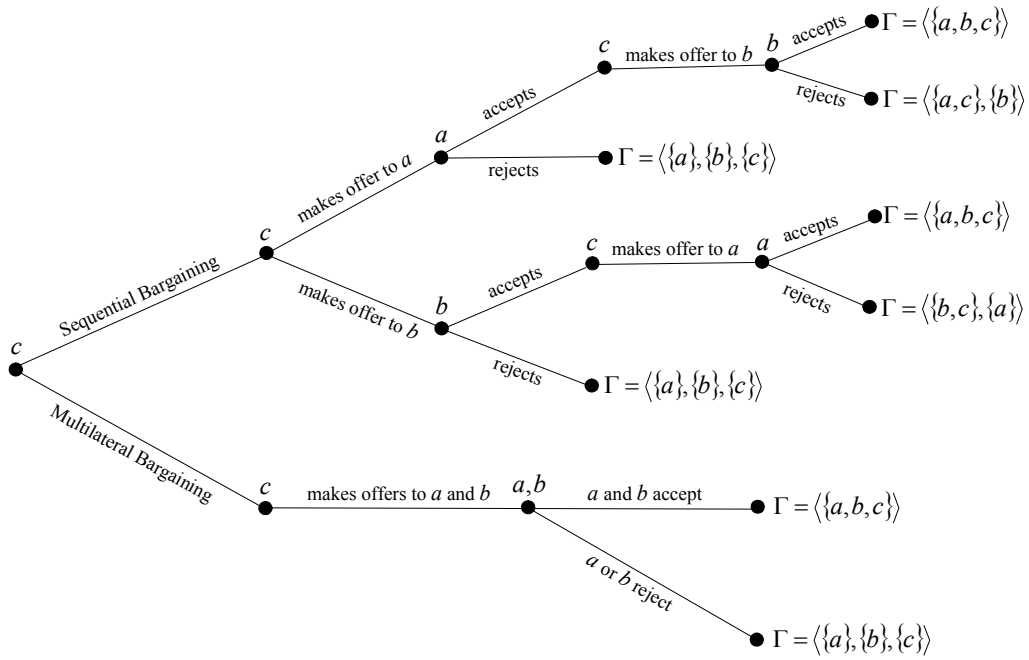 c
Sequential Bargaining
c
makes offer to a
a
accepts
c
makes offer to b
b
accepts
Γ = ⟨{a,b,c}⟩
rejects
Γ = ⟨{a,c},{b}⟩
rejects
Γ = ⟨{a},{b},{c}⟩
makes offer to b
b
accepts
c
makes offer to a
a
accepts
Γ = ⟨{a,b,c}⟩
rejects
Γ = ⟨{b,c},{a}⟩
rejects
Γ = ⟨{a},{b},{c}⟩
Multilateral Bargaining
c
makes offers to a and b
a,b
a and b accept
Γ = ⟨{a,b,c}⟩
a or b reject
Γ = ⟨{a},{b},{c}⟩